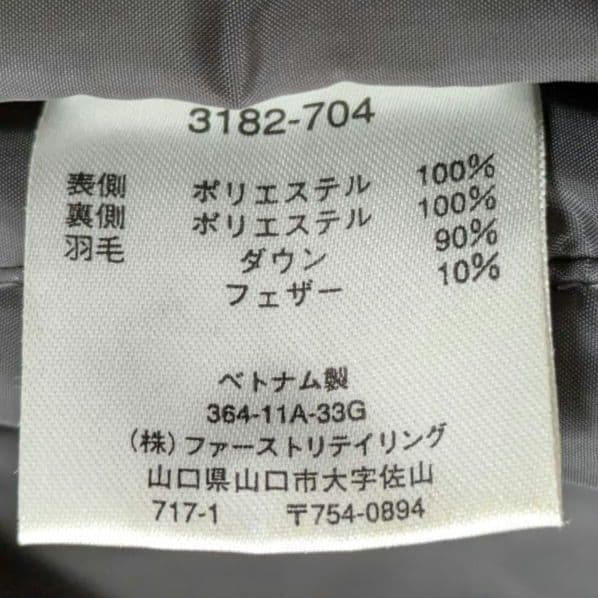 3182-704
表側 ポリエステル 100%
裏側 ポリエステル 100%
羽毛 ダウン 90%
フェザー 10%
ベトナム製
364-11A-33G
(株)ファーストリテイリング
山口県山口市大字佐山
717-1 〒754-0894